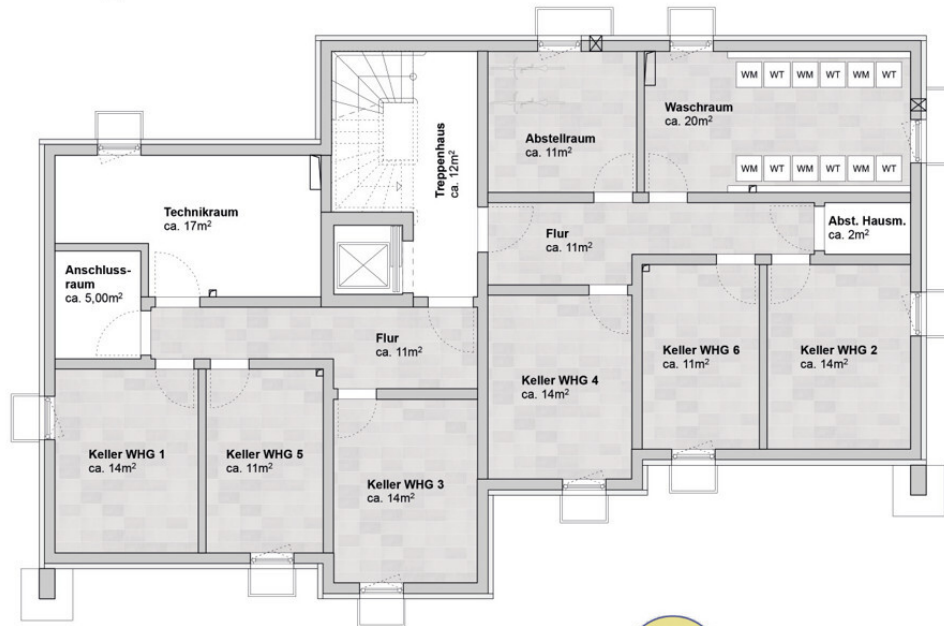 WM WT WM WT WM WT
Waschraum
ca. 20m²
WM WT WM WT WM WT
Abstellraum
ca. 11m²
Treppenhaus
ca. 12m²
Technikraum
ca. 17m²
Abst. Hausm.
ca. 2m²
Flur
ca. 11m²
Anschluss-
raum
ca. 5,00m²
Flur
ca. 11m²
Keller WHG 4
ca. 14m²
Keller WHG 6
ca. 11m²
Keller WHG 2
ca. 14m²
Keller WHG 1
ca. 14m²
Keller WHG 5
ca. 11m²
Keller WHG 3
ca. 14m²